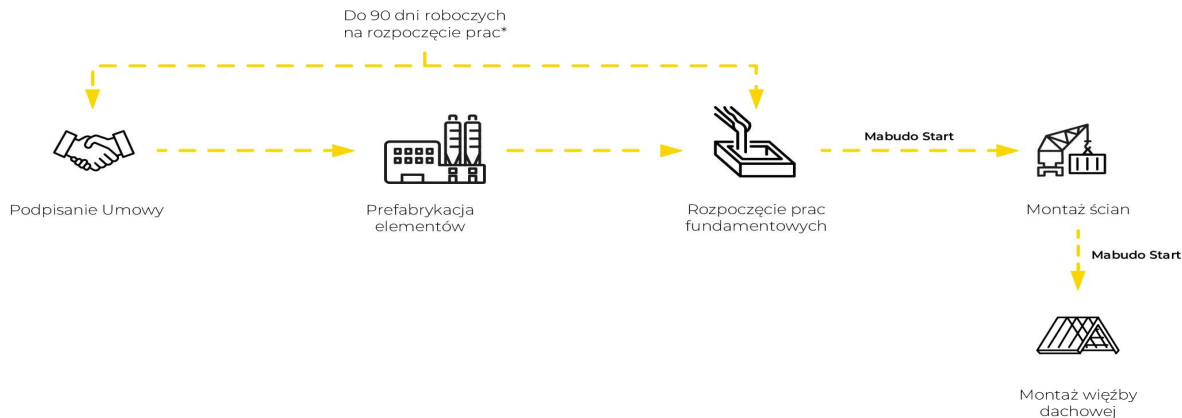 Do 90 dni roboczych
na rozpoczęcie prac*
Podpisanie Umowy
Prefabrykacja
elementów
Rozpoczęcie prac
fundamentowych
Mabudo Start
Montaż ścian
Mabudo Start
Montaż więźby
dachowej